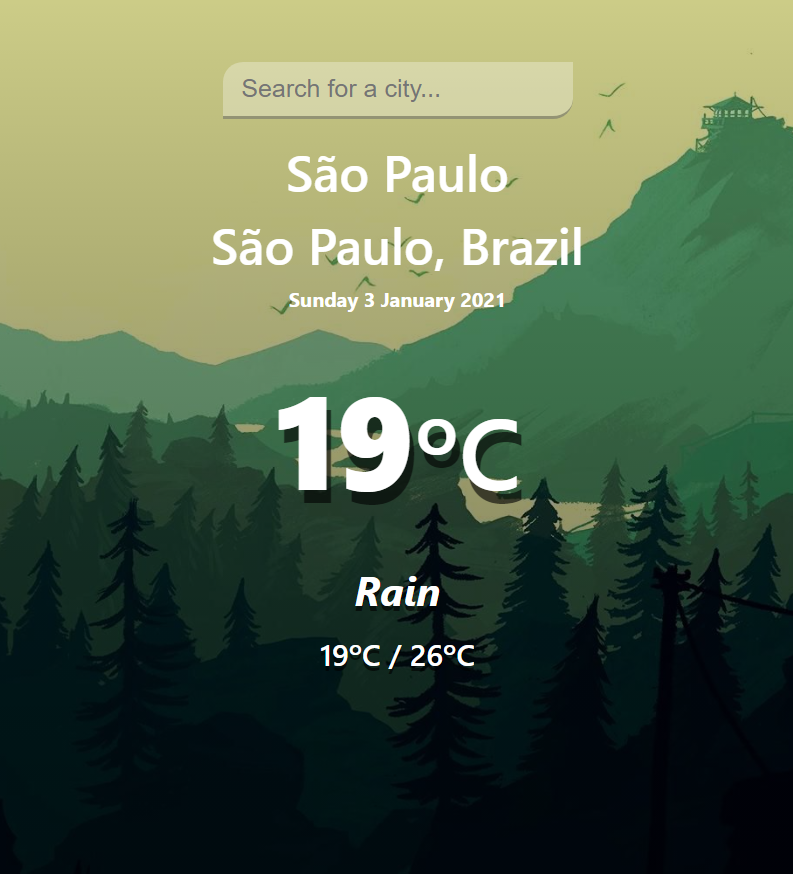 Search for a city...
São Paulo
São Paulo, Brazil
Sunday 3 January 2021
19°C
Rain
19°C / 26°C